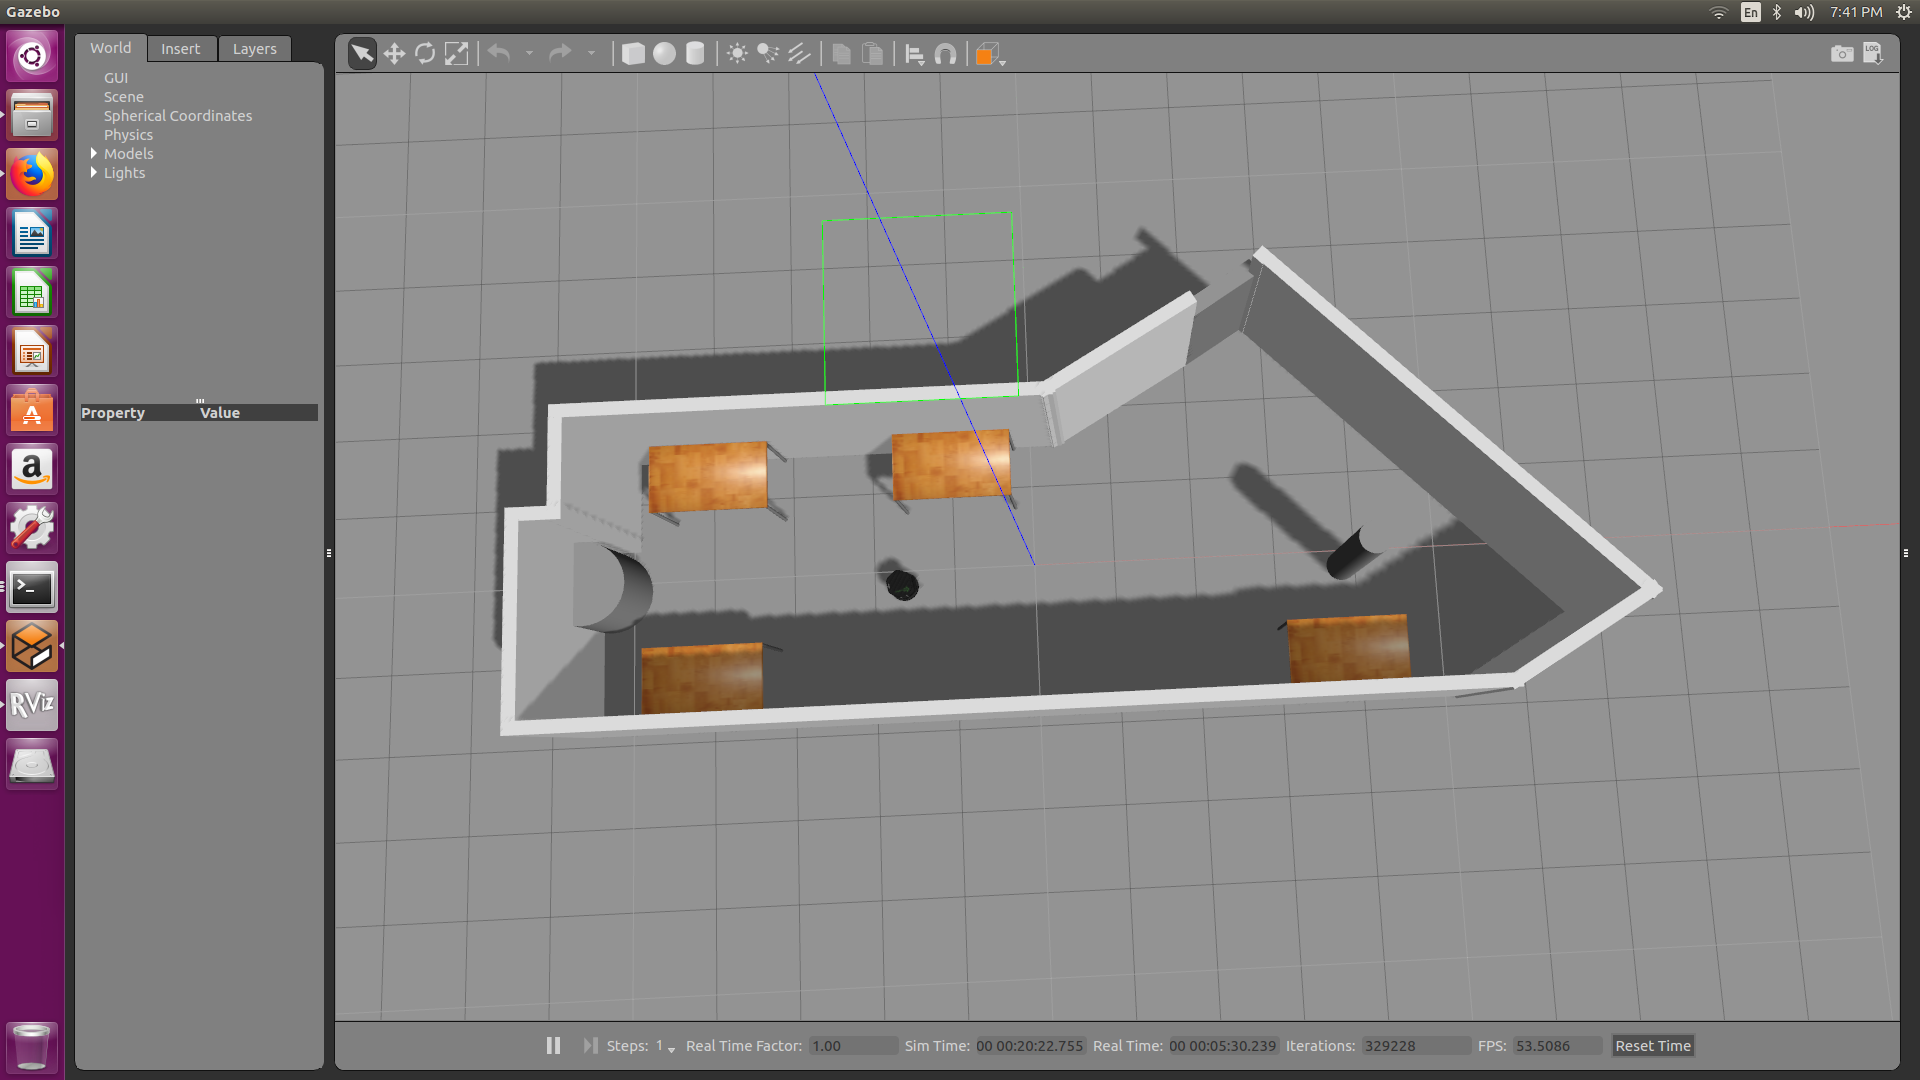 Gazebo
En
7:41 PM
World
Insert
Layers
GUI
Scene
Spherical Coordinates
Physics
Models
Lights
Property
Value
LOG
A
a
RViz
Steps: 1
Real Time Factor: 1.00
Sim Time: 00 00:20:22.755
Real Time: 00 00:05:30.239
Iterations: 329228
FPS: 53.5086
Reset Time